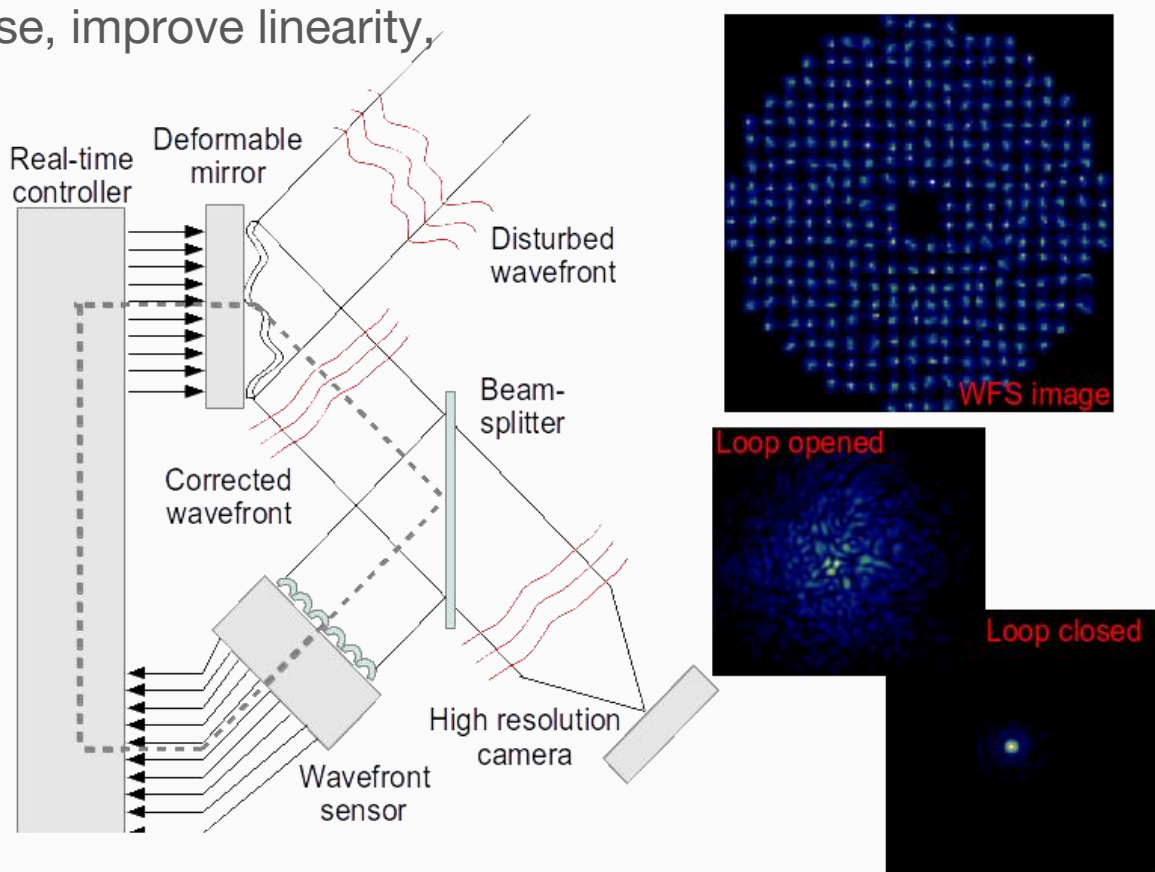 se, improve linearity,
Deformable
mirror
Real-time
controller
Disturbed
wavefront
WFS image
Beam-
splitter
Loop opened
Corrected
wavefront
Loop closed
High resolution
camera
Wavefront
sensor